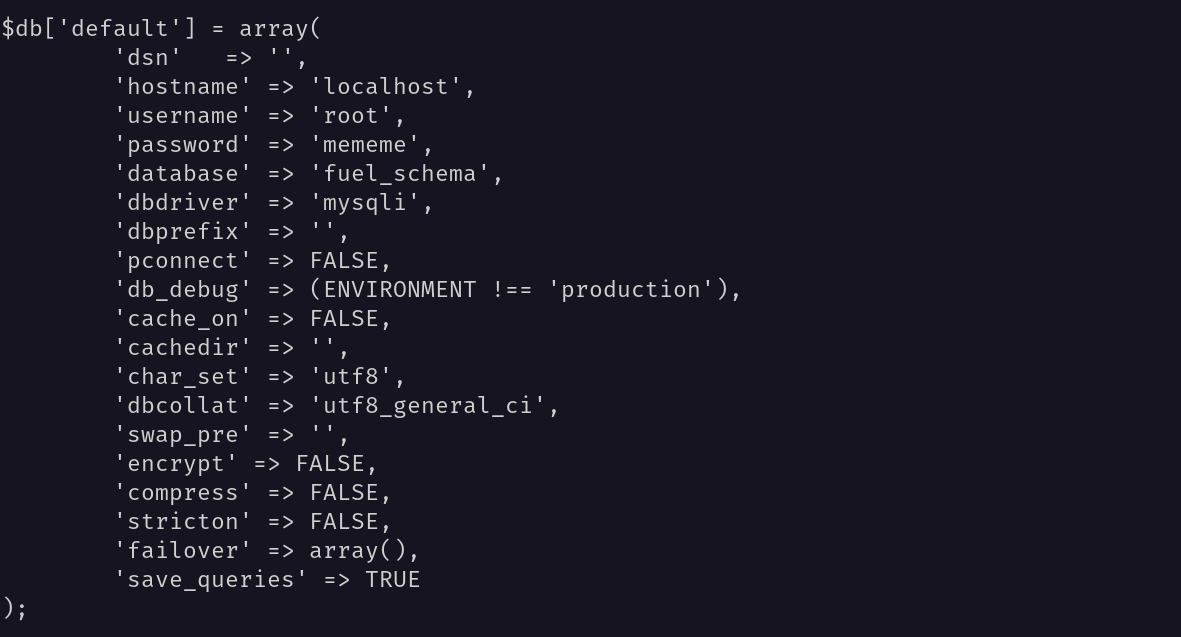 $db['default'] = array(
        'dsn'   => '',
        'hostname' => 'localhost',
        'username' => 'root',
        'password' => 'mememe',
        'database' => 'fuel_schema',
        'dbdriver' => 'mysqli',
        'dbprefix' => '',
        'pconnect' => FALSE,
        'db_debug' => (ENVIRONMENT !== 'production'),
        'cache_on' => FALSE,
        'cachedir' => '',
        'char_set' => 'utf8',
        'dbcollat' => 'utf8_general_ci',
        'swap_pre' => '',
        'encrypt' => FALSE,
        'compress' => FALSE,
        'stricton' => FALSE,
        'failover' => array(),
        'save_queries' => TRUE
);